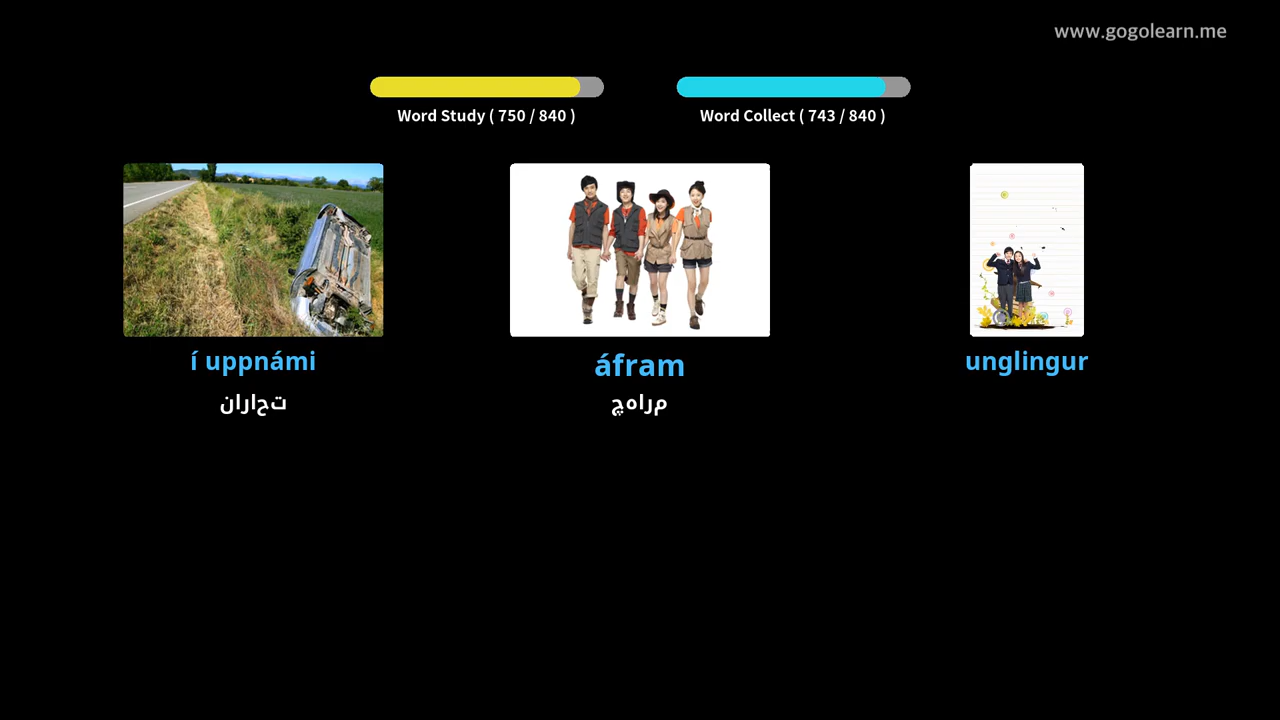 www.gogolearn.me
Word Study ( 750 / 840 )
Word Collect ( 743 / 840 )
í uppnámi
áfram
unglingur
تحاران
مراهچ